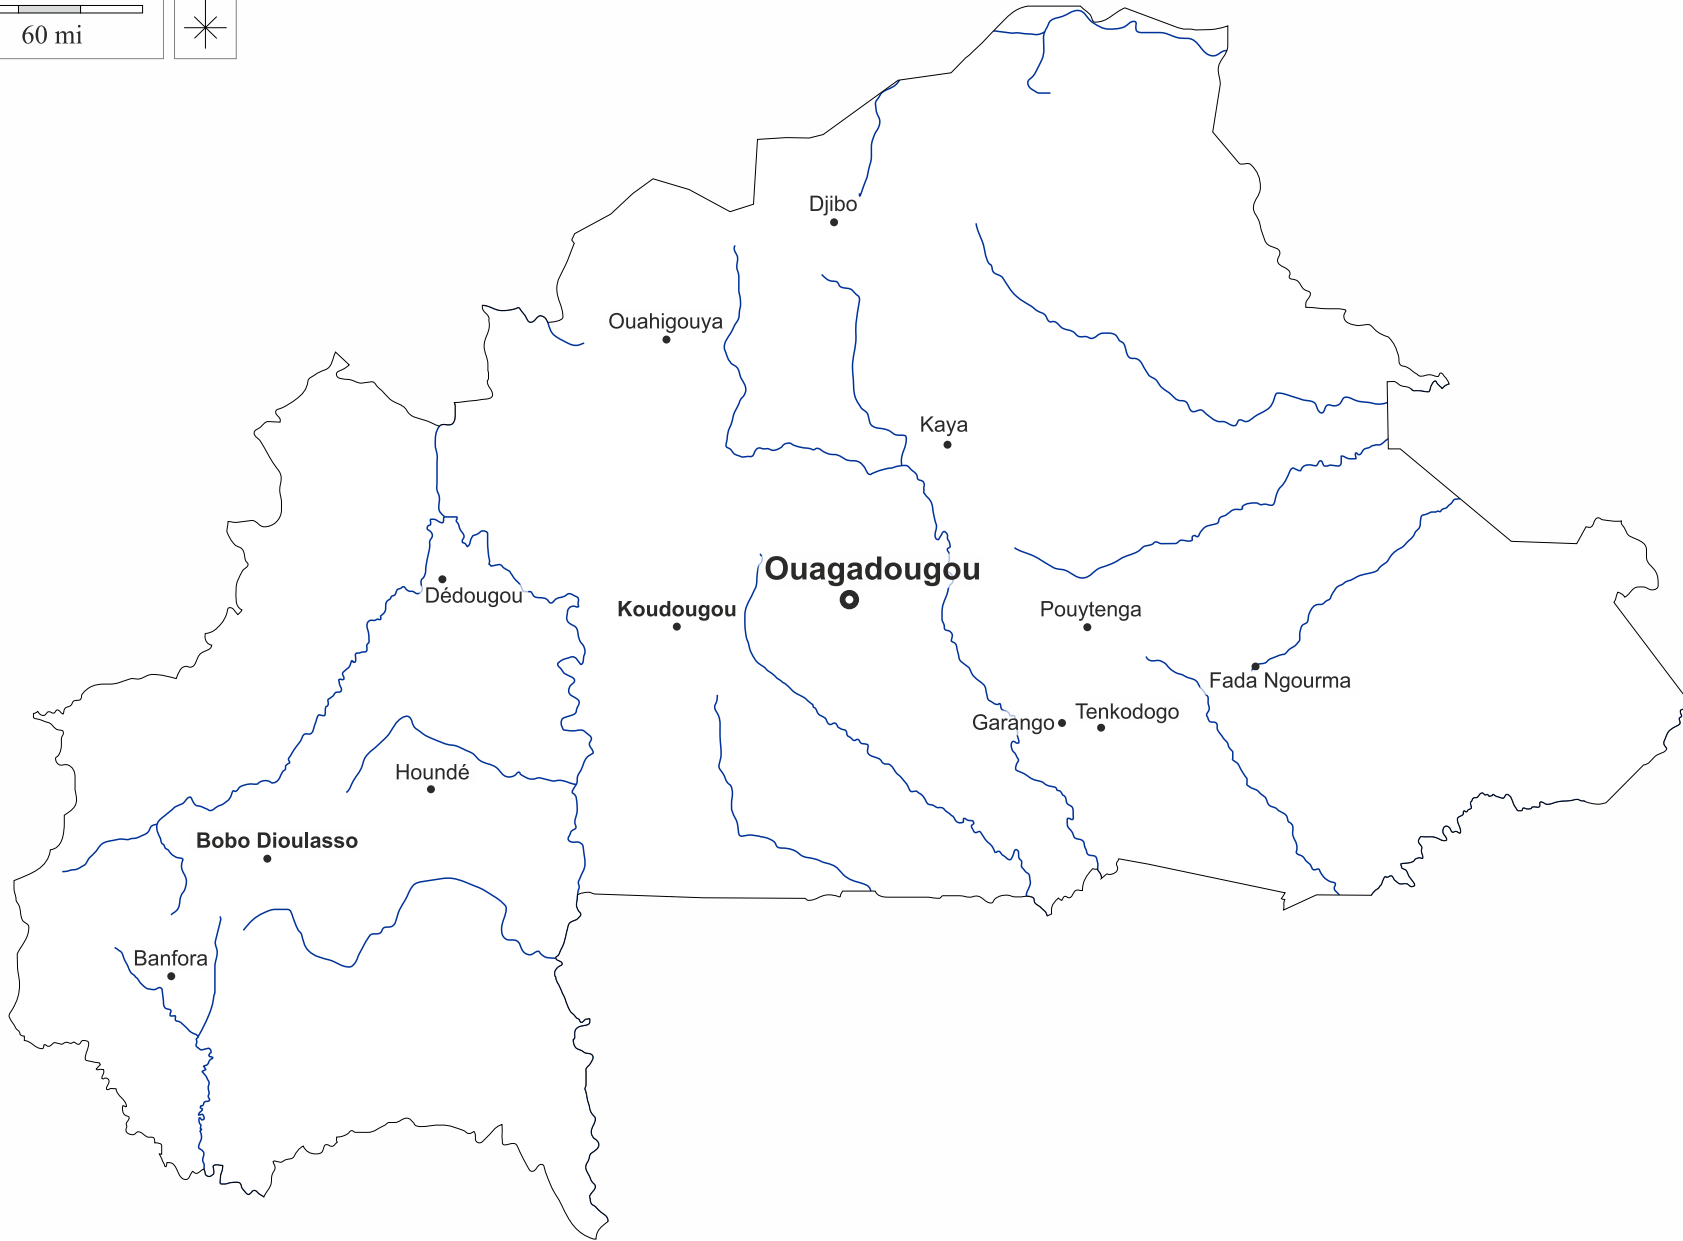 60 mi
Djibo
Ouahigouya
Kaya
Ouagadougou
Dédougou
Koudougou
Pouytenga
Fada Ngourma
Garango
Tenkodogo
Houndé
Bobo Dioulasso
Banfora